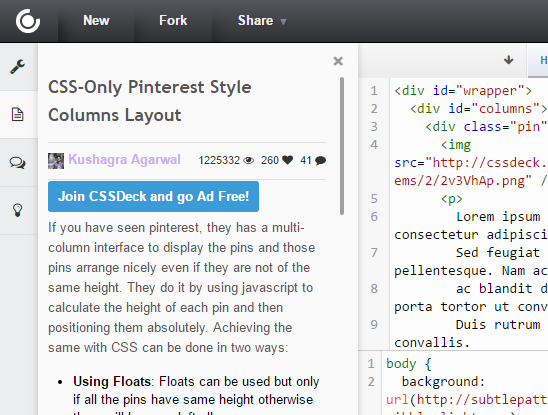 New Fork Share
CSS-Only Pinterest Style
Columns Layout
Kushagra Agarwal 1225332 260 41
Join CSSDeck and go Ad Free!
If you have seen pinterest, they has a multi-
column interface to display the pins and those
pins arrange nicely even if they are not of the
same height. They do it by using javascript to
calculate the height of each pin and then
positioning them absolutely. Achieving the
same with CSS can be done in two ways:
• Using Floats: Floats can be used but only
if all the pins have same height otherwise
H
1 <div id="wrapper">
2 <div id="columns">
3 <div class="pin"
4 <img
src="http://cssdeck.
ems/2/2v3VhAp.png" /
5 <p>
6 Lorem ipsum
consectetur adipisci
7 Sed feugiat
pellentesque. Nam ac
8 ac blandit d
porta tortor ut conv
9 Duis rutrum
convallis.
1 body {
2 background:
url(http://subtlepatt